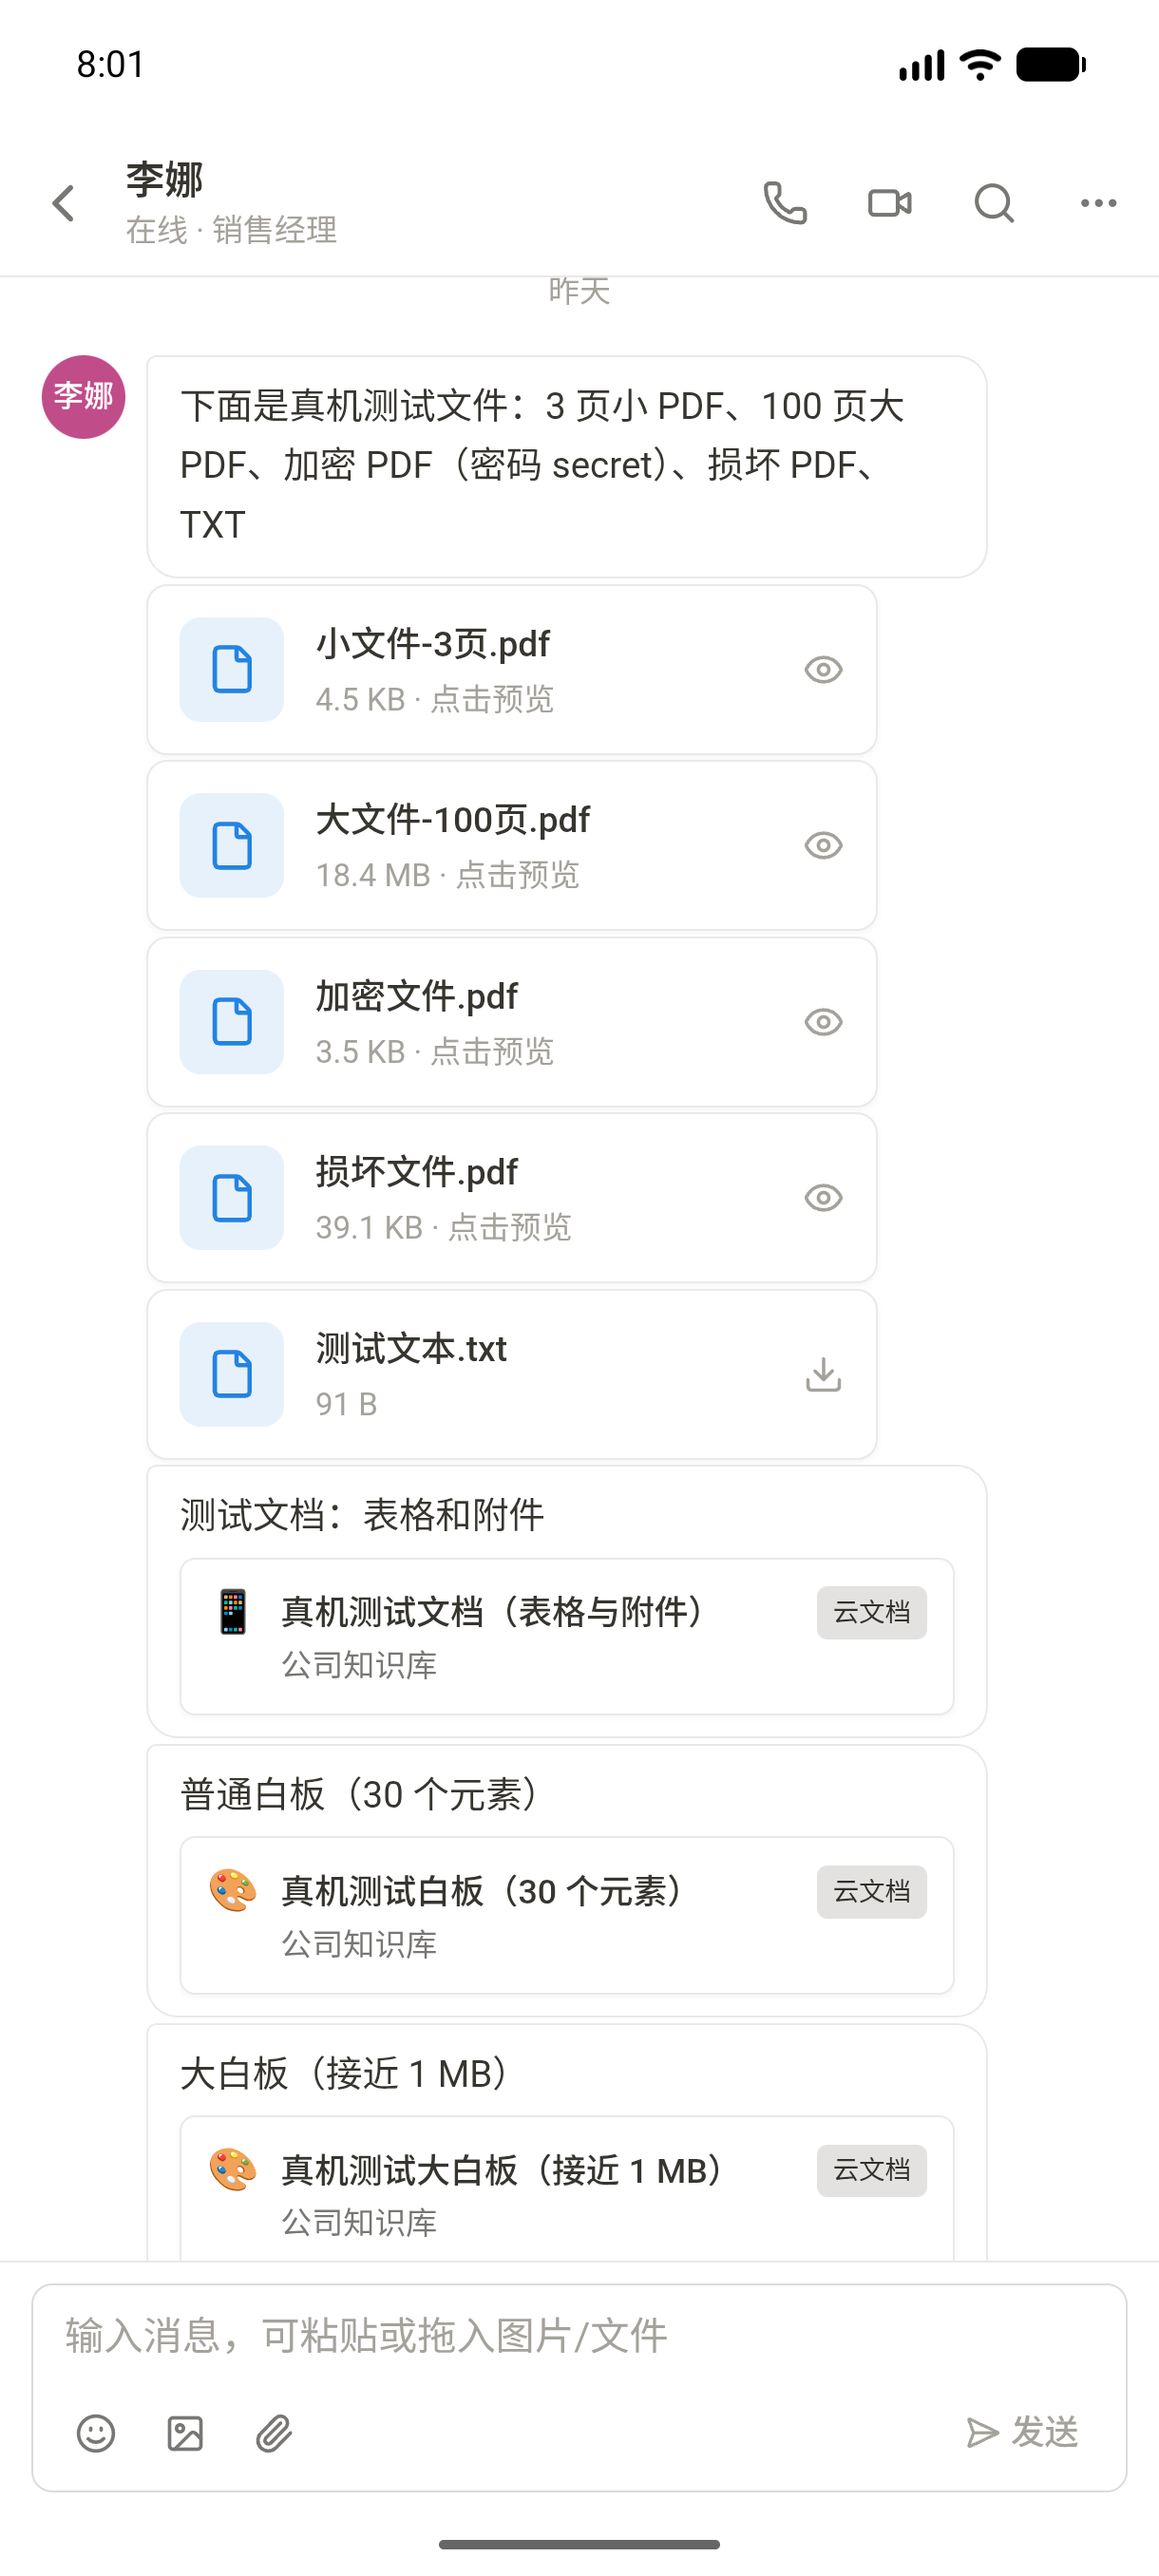 8:01
李娜
在线 · 销售经理
昨天
李娜
下面是真机测试文件：3 页小 PDF、100 页大
PDF、加密 PDF（密码 secret）、损坏 PDF、
TXT
小文件-3页.pdf
4.5 KB · 点击预览
大文件-100页.pdf
18.4 MB · 点击预览
加密文件.pdf
3.5 KB · 点击预览
损坏文件.pdf
39.1 KB · 点击预览
测试文本.txt
91 B
测试文档：表格和附件
真机测试文档（表格与附件）
云文档
公司知识库
普通白板（30 个元素）
真机测试白板（30 个元素）
云文档
公司知识库
大白板（接近 1 MB）
真机测试大白板（接近 1 MB）
云文档
公司知识库
输入消息，可粘贴或拖入图片/文件
发送